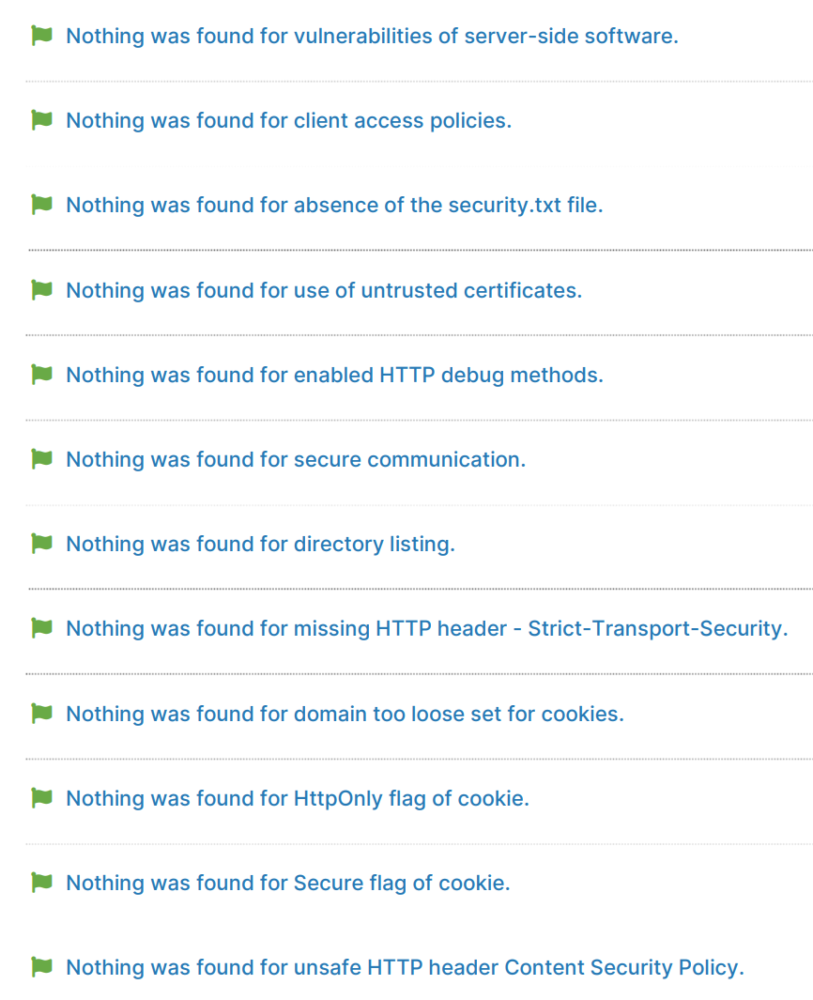 Nothing was found for vulnerabilities of server-side software.
Nothing was found for client access policies.
Nothing was found for absence of the security.txt file.
Nothing was found for use of untrusted certificates.
Nothing was found for enabled HTTP debug methods.
Nothing was found for secure communication.
Nothing was found for directory listing.
Nothing was found for missing HTTP header - Strict-Transport-Security.
Nothing was found for domain too loose set for cookies.
Nothing was found for HttpOnly flag of cookie.
Nothing was found for Secure flag of cookie.
Nothing was found for unsafe HTTP header Content Security Policy.